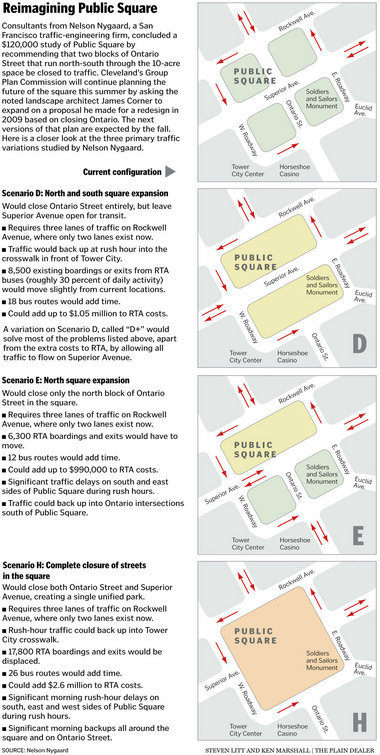 Reimagining Public Square
Consultants from Nelson Nygaard, a San
Francisco traffic-engineering firm, concluded a
$120,000 study of Public Square by
recommending that two blocks of Ontario
Street that run north-south through the 10-acre
space be closed to traffic. Cleveland's Group
Plan Commission will continue planning the
future of the square this summer by asking the
noted landscape architect James Corner to
expand on a proposal he made for a redesign in
2009 based on closing Ontario. The next
versions of that plan are expected by the fall.
Here is a closer look at the three primary traffic
variations studied by Nelson Nygaard.
Current configuration
Rockwell Ave.
PUBLIC
SQUARE
Superior Ave.
E. Roadway
Soldiers
and Sailors
Monument
Euclid
Ave.
Ontario St.
W. Roadway
Tower
City Center
Horseshoe
Casino
Scenario D: North and south square expansion
Would close Ontario Street entirely, but leave
Superior Avenue open for transit.
■ Requires three lanes of traffic on Rockwell
Avenue, where only two lanes exist now.
■ Traffic would back up at rush hour into the
crosswalk in front of Tower City.
■ 8,500 existing boardings or exits from RTA
buses (roughly 30 percent of daily activity)
would move slightly from current locations.
■ 18 bus routes would add time.
■ Could add up to $1.05 million to RTA costs.
A variation on Scenario D, called "D+" would
solve most of the problems listed above, apart
from the extra costs to RTA, by allowing all
traffic to flow on Superior Avenue.
Rockwell Ave.
PUBLIC
SQUARE
Superior Ave.
E. Roadway
Soldiers
and Sailors
Monument
Euclid
Ave.
W. Roadway
Ontario St.
Tower
City Center
Horseshoe
Casino
D
Scenario E: North square expansion
Would close only the north block of Ontario
Street in the square.
■ Requires three lanes of traffic on Rockwell
Avenue, where only two lanes exist now.
■ 6,300 RTA boardings and exits would have to
move.
■ 12 bus routes would add time.
■ Could add up to $990,000 to RTA costs.
■ Significant traffic delays on south and east
sides of Public Square during rush hours.
■ Traffic could back up into Ontario intersections
south of Public Square.
Rockwell Ave.
PUBLIC
SQUARE
E. Roadway
Soldiers
and Sailors
Monument
Euclid
Ave.
Superior Ave.
Ontario St.
W. Roadway
Tower
City Center
Horseshoe
Casino
E
Scenario H: Complete closure of streets
in the square
Would close both Ontario Street and Superior
Avenue, creating a single unified park.
■ Requires three lanes of traffic on Rockwell
Avenue, where only two lanes exist now.
■ Rush-hour traffic could back up into Tower
City crosswalk.
■ 17,800 RTA boardings and exits would be
displaced.
■ 26 bus routes would add time.
■ Could add $2.6 million to RTA costs.
■ Significant morning rush-hour delays on
south, east and west sides of Public Square
during rush hours.
■ Significant morning backups all around the
square and on Ontario Street.
Rockwell Ave.
PUBLIC
SQUARE
E. Roadway
Soldiers
and Sailors
Monument
Euclid
Ave.
Superior Ave.
W. Roadway
Ontario St.
Tower
City Center
Horseshoe
Casino
H
SOURCE: Nelson Nygaard
STEVEN LITT AND KEN MARSHALL | THE PLAIN DEALER